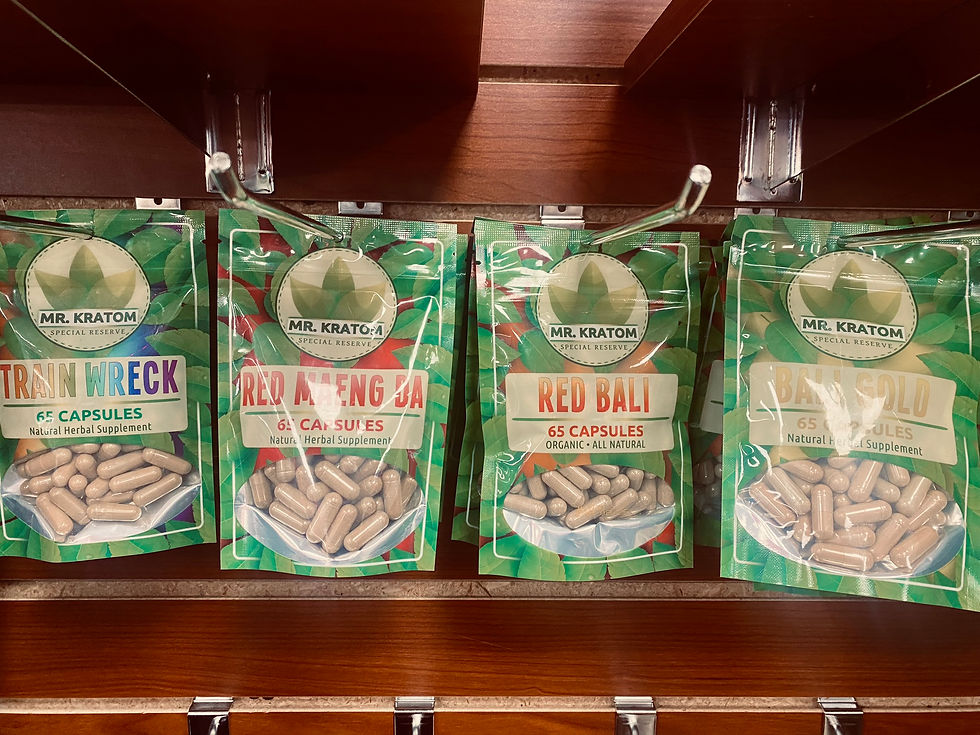 MR. KRATOM
SPECIAL RESERVE
TRAIN WRECK
65 CAPSULES
Natural Herbal Supplement
MR. KRATOM
SPECIAL RESERVE
RED MAENG DA
65 CAPSULES
Natural Herbal Supplement
MR. KRATOM
SPECIAL RESERVE
RED BALI
65 CAPSULES
ORGANIC • ALL NATURAL
MR. KRATOM
SPECIAL RESERVE
BALI GOLD
65 CAPSULES
Natural Herbal Supplement